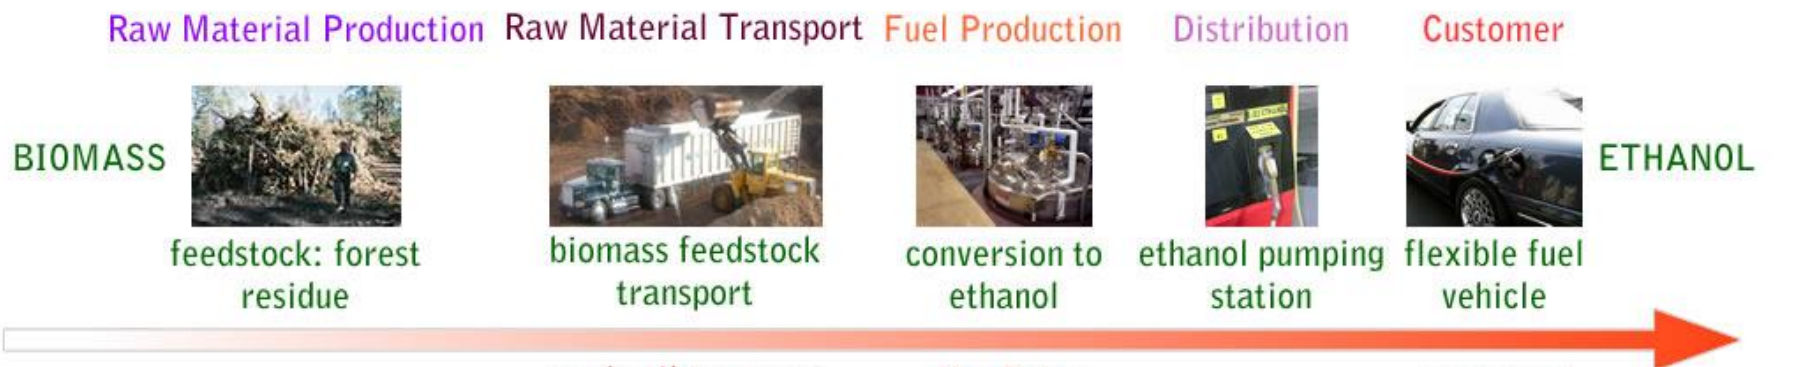 Raw Material Production Raw Material Transport Fuel Production Distribution Customer
BIOMASS
ETHANOL
feedstock: forest
residue
biomass feedstock
transport
conversion to
ethanol
ethanol pumping
station
flexible fuel
vehicle